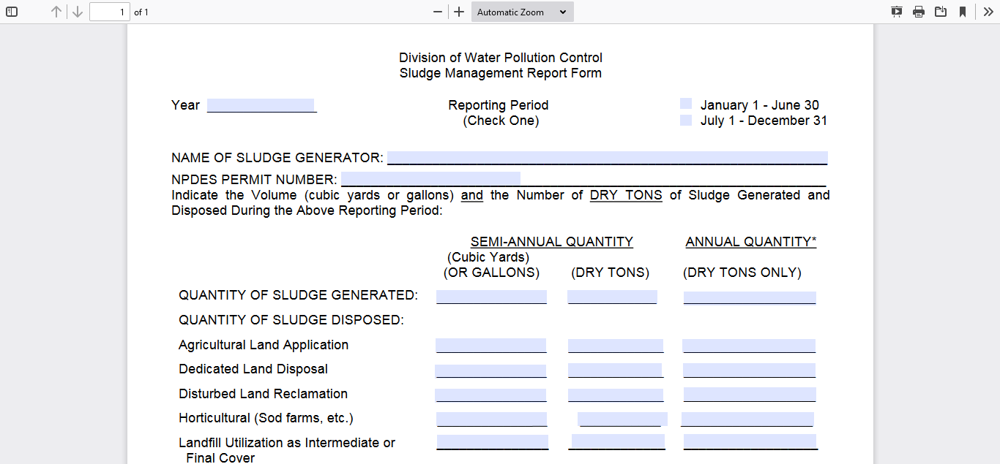 1 of 1 Automatic Zoom
Division of Water Pollution Control
Sludge Management Report Form
Year Reporting Period January 1 - June 30
(Check One) July 1 - December 31
NAME OF SLUDGE GENERATOR:
NPDES PERMIT NUMBER:
Indicate the Volume (cubic yards or gallons) and the Number of DRY TONS of Sludge Generated and
Disposed During the Above Reporting Period:
SEMI-ANNUAL QUANTITY ANNUAL QUANTITY*
(Cubic Yards)
(OR GALLONS) (DRY TONS) (DRY TONS ONLY)
QUANTITY OF SLUDGE GENERATED:
QUANTITY OF SLUDGE DISPOSED:
Agricultural Land Application
Dedicated Land Disposal
Disturbed Land Reclamation
Horticultural (Sod farms, etc.)
Landfill Utilization as Intermediate or
Final Cover